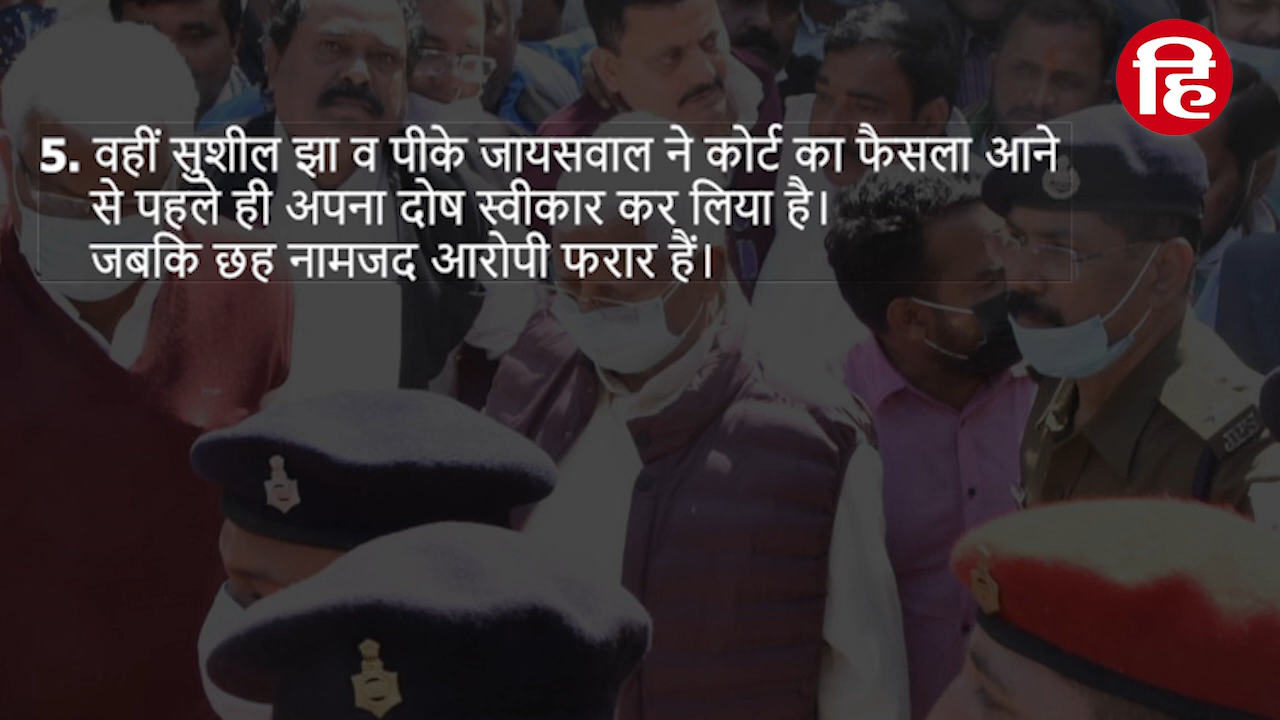 हि
5. वहीं सुशील झा व पीके जायसवाल ने कोर्ट का फैसला आने
से पहले ही अपना दोष स्वीकार कर लिया है।
जबकि छह नामजद आरोपी फरार हैं।